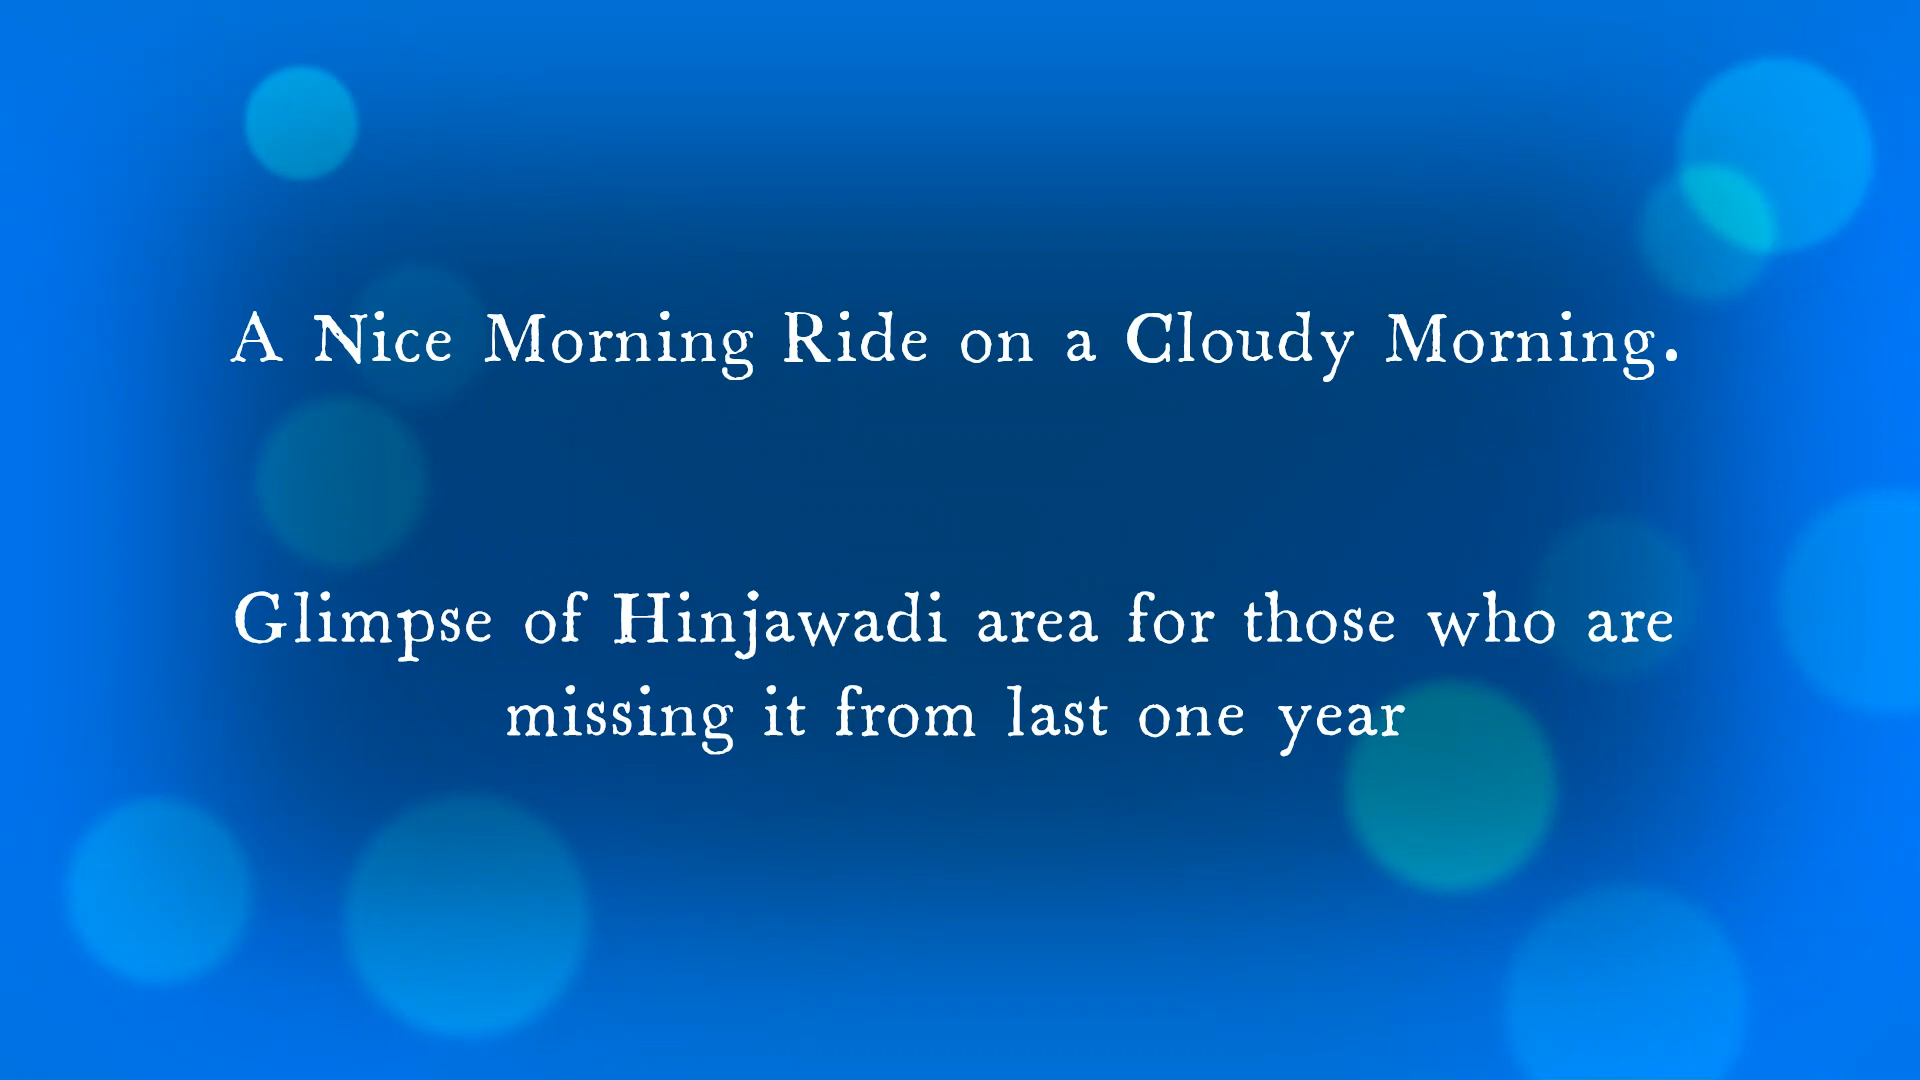 A Nice Morning Ride on a Cloudy Morning.
Glimpse of Hinjawadi area for those who are
missing it from last one year